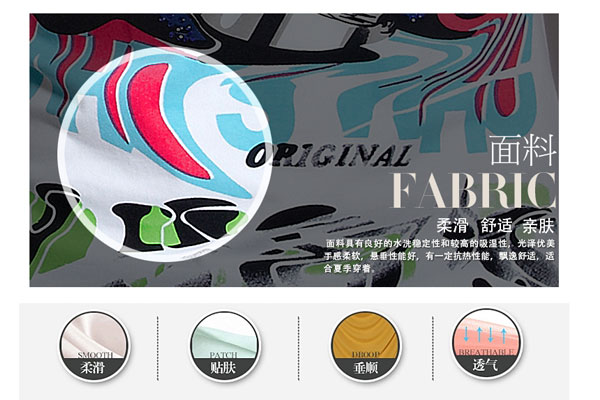 ORIGINAL
面料
FABRIC
柔滑 舒适 亲肤
面料具有良好的水洗稳定性和较高的吸湿性，光泽优美
手感柔软，悬垂性能好，有一定抗热性能，飘逸舒适，适
合夏季穿着。
SMOOTH
柔滑
PATCH
贴肤
DROOP
垂顺
BREATHABLE
透气